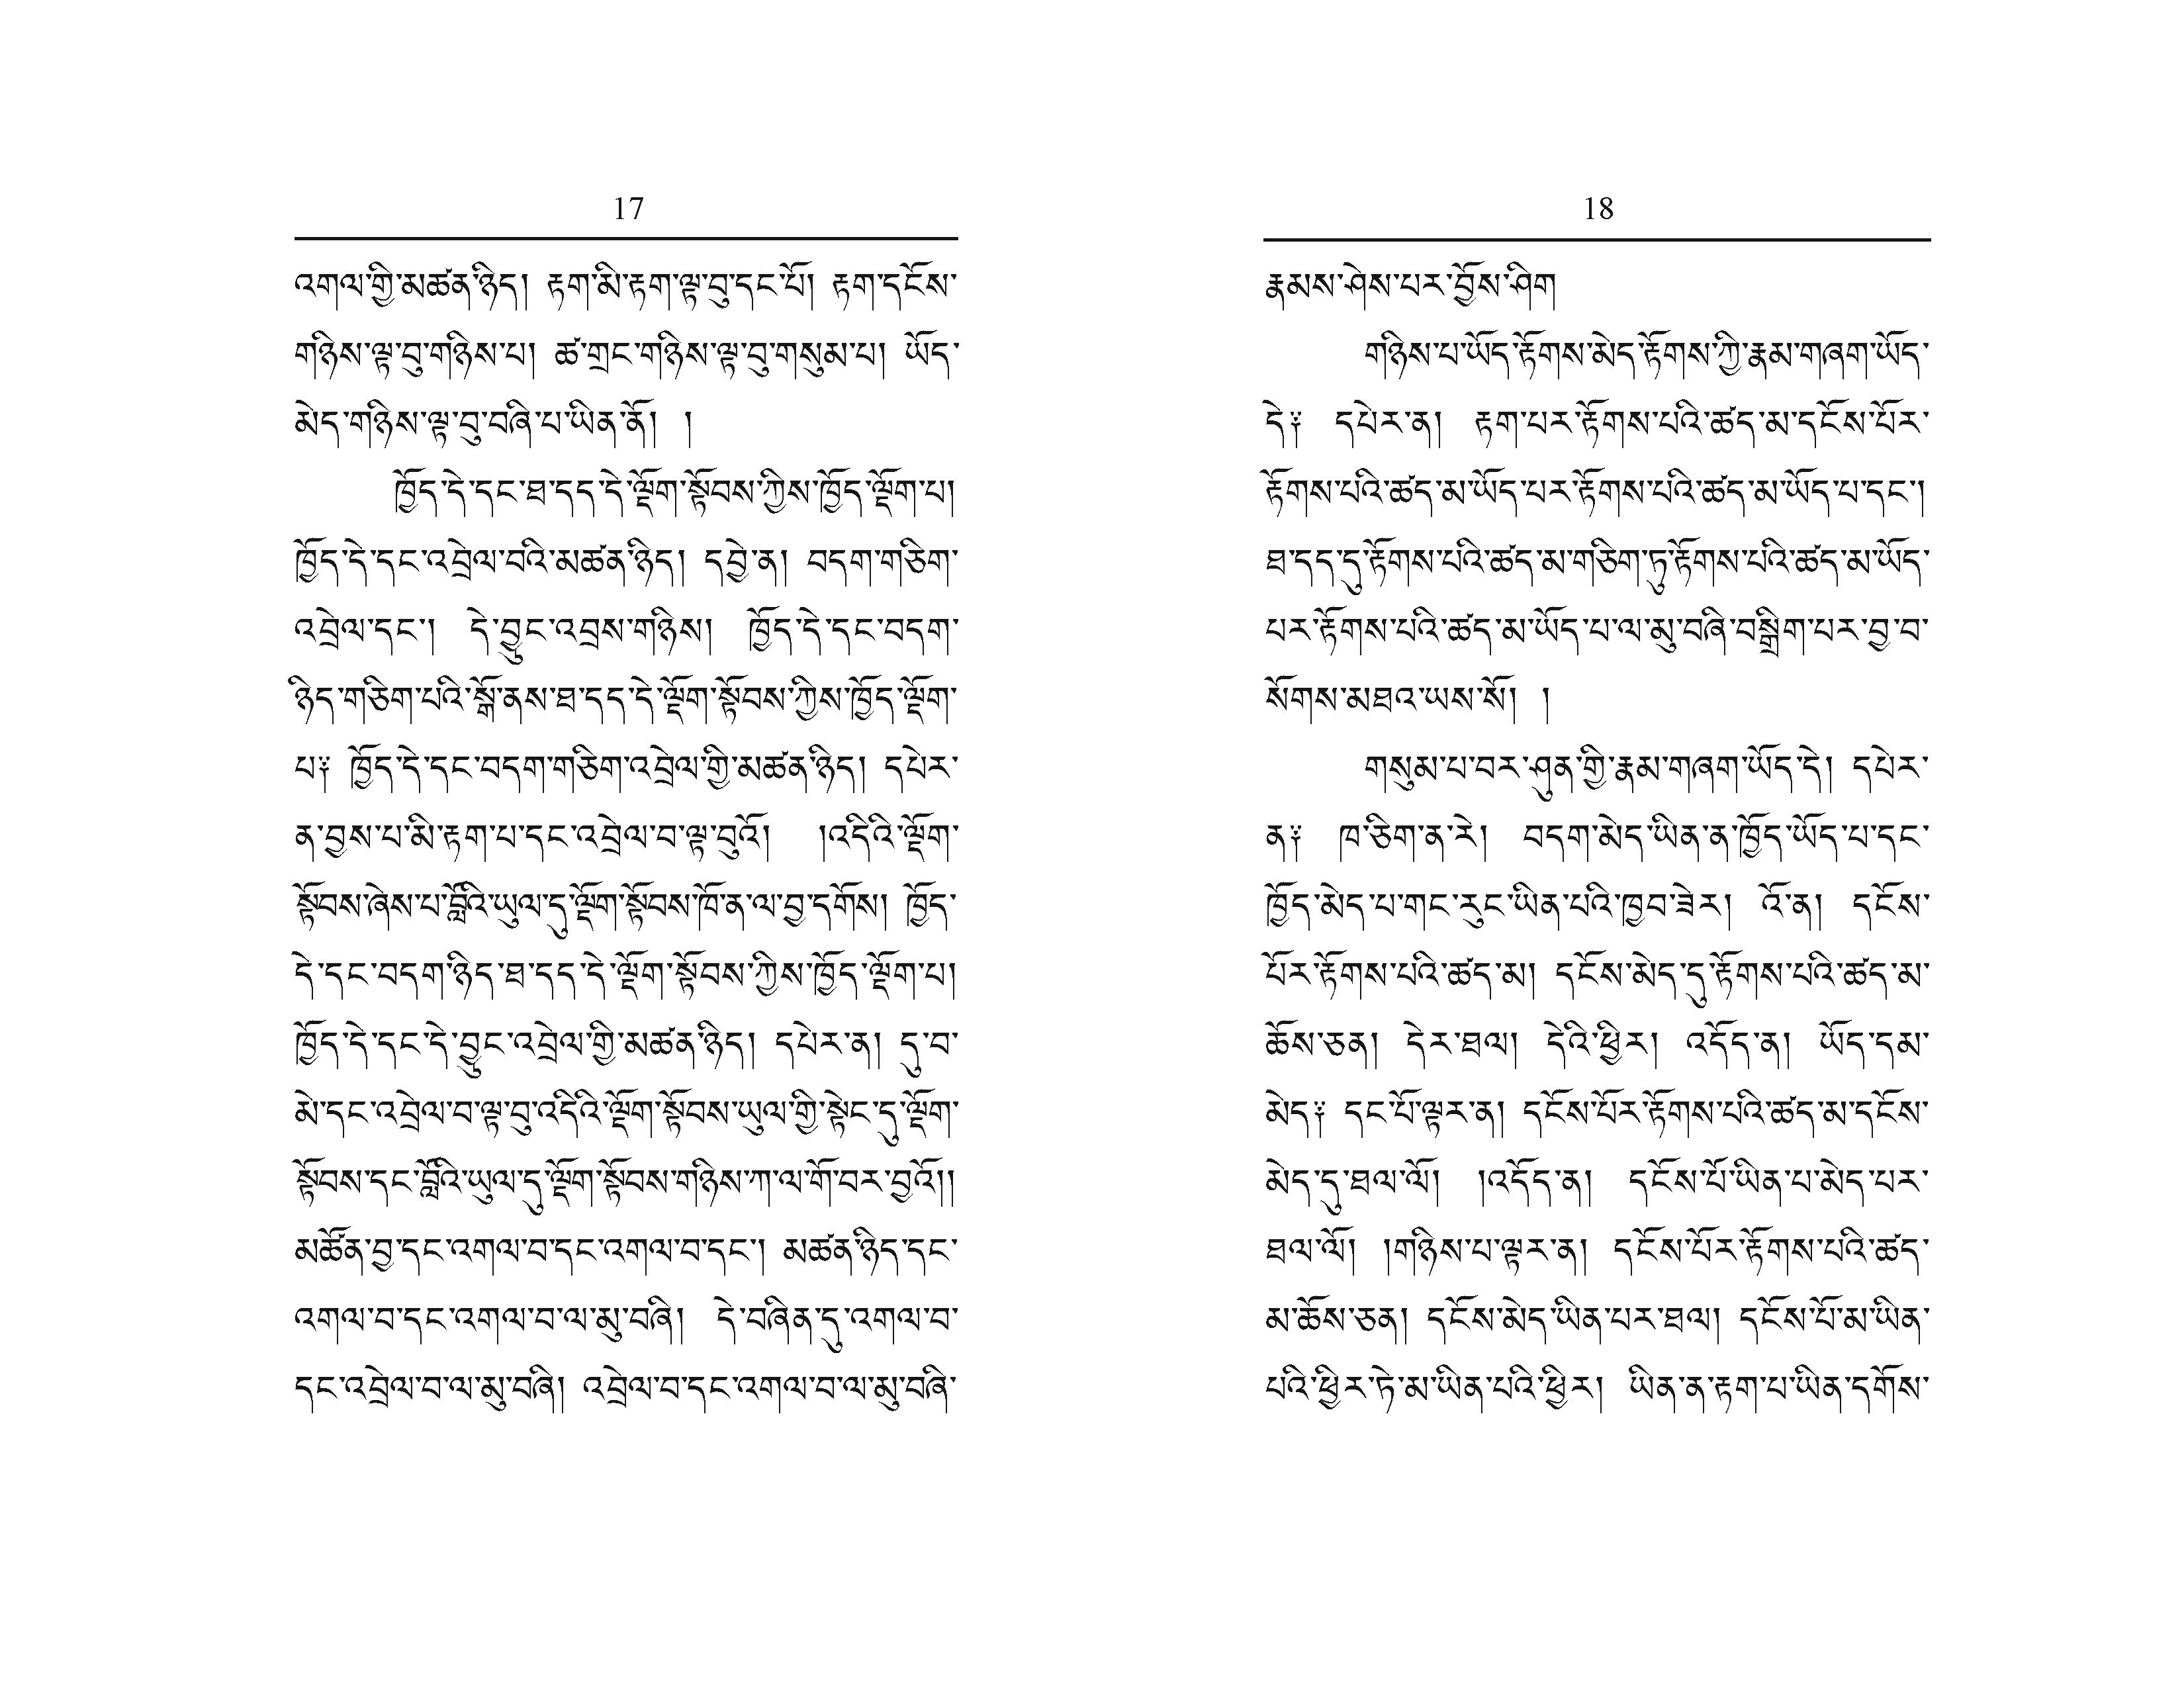 17
འགལ་གྱི་མཚན་ཉིད། རྟག་མི་རྟག་ལྟ་བུ་དང་པོ། རྟག་དངོས་
གཉིས་ལྟ་བུ་གཉིས་པ། ཚ་གྲང་གཉིས་ལྟ་བུ་གསུམ་པ། ཡོད་
མེད་གཉིས་ལྟ་བུ་བཞི་པ་ཡིན་ནོ། །
ཁྱོད་དེ་དང་ཐ་དད་དེ་ལྡོག་སྟོབས་ཀྱིས་ཁྱོད་ལྡོག་པ།
ཁྱོད་དེ་དང་འབྲེལ་བའི་མཚན་ཉིད། དབྱེ་ན། བདག་གཅིག་
འབྲེལ་དང་། དེ་བྱུང་འབྲས་གཉིས། ཁྱོད་དེ་དང་བདག་
ཉིད་གཅིག་པའི་སྒོ་ནས་ཐ་དད་དེ་ལྡོག་སྟོབས་ཀྱིས་ཁྱོད་ལྡོག་
པ༑ ཁྱོད་དེ་དང་བདག་གཅིག་འབྲེལ་གྱི་མཚན་ཉིད། དཔེར་
ན་བྱས་པ་མི་རྟག་པ་དང་འབྲེལ་བ་ལྟ་བུའོ། །འདིའི་ལྡོག་
སྟོབས་ཞེས་པ་བློའི་ཡུལ་དུ་ལྡོག་སྟོབས་ཁོ་ན་ལ་བྱ་དགོས། ཁྱོད་
དེ་དང་བདག་ཉིད་ཐ་དད་དེ་ལྡོག་སྟོབས་ཀྱིས་ཁྱོད་ལྡོག་པ།
ཁྱོད་དེ་དང་དེ་བྱུང་འབྲེལ་གྱི་མཚན་ཉིད། དཔེར་ན། དུ་བ་
མེ་དང་འབྲེལ་བ་ལྟ་བུ་འདིའི་ལྡོག་སྟོབས་ཡུལ་གྱི་སྟེང་དུ་ལྡོག་
སྟོབས་དང་བློའི་ཡུལ་དུ་ལྡོག་སྟོབས་གཉིས་ཀ་ལ་གོ་བར་བྱའོ།།
མཚོན་བྱ་དང་འགལ་བ་དང་འགལ་བ་དང་། མཚན་ཉིད་དང་
འགལ་བ་དང་འགལ་བ་ལ་མུ་བཞི། དེ་བཞིན་དུ་འགལ་བ་
དང་འབྲེལ་བ་ལ་མུ་བཞི། འབྲེལ་བ་དང་འགལ་བ་ལ་མུ་བཞི་
18
རྣམས་ཤེས་པར་བྱོས་ཤིག
གཉིས་པ་ཡོད་རྟོགས་མེད་རྟོགས་ཀྱི་རྣམ་གཞག་ཡོད་
དེ༑ དཔེར་ན། རྟག་པར་རྟོགས་པའི་ཚད་མ་དངོས་པོར་
རྟོགས་པའི་ཚད་མ་ཡོད་པར་རྟོགས་པའི་ཚད་མ་ཡོད་པ་དང་།
ཐ་དད་དུ་རྟོགས་པའི་ཚད་མ་གཅིག་ཏུ་རྟོགས་པའི་ཚད་མ་ཡོད་
པར་རྟོགས་པའི་ཚད་མ་ཡོད་པ་ལ་མུ་བཞི་བསྒྲིག་པར་བྱ་བ་
སོགས་མཐའ་ཡས་སོ། །
གསུམ་པ་བར་ཤུན་གྱི་རྣམ་གཞག་ཡོད་དེ། དཔེར་
ན༑ ཁ་ཅིག་ན་རེ། བདག་མེད་ཡིན་ན་ཁྱོད་ཡོད་པ་དང་
ཁྱོད་མེད་པ་གང་རུང་ཡིན་པའི་ཁྱབ་ཟེར། འོ་ན། དངོས་
པོར་རྟོགས་པའི་ཚད་མ། དངོས་མེད་དུ་རྟོགས་པའི་ཚད་མ་
ཆོས་ཅན། དེར་ཐལ། དེའི་ཕྱིར། འདོད་ན། ཡོད་དམ་
མེད༑ དང་པོ་ལྟར་ན། དངོས་པོར་རྟོགས་པའི་ཚད་མ་དངོས་
མེད་དུ་ཐལ་ལོ། །འདོད་ན། དངོས་པོ་ཡིན་པ་མེད་པར་
ཐལ་ལོ། །གཉིས་པ་ལྟར་ན། དངོས་པོར་རྟོགས་པའི་ཚད་
མ་ཆོས་ཅན། དངོས་མེད་ཡིན་པར་ཐལ། དངོས་པོ་མ་ཡིན་
པའི་ཕྱིར་ཏེ་མ་ཡིན་པའི་ཕྱིར། ཡིན་ན་རྟག་པ་ཡིན་དགོས་